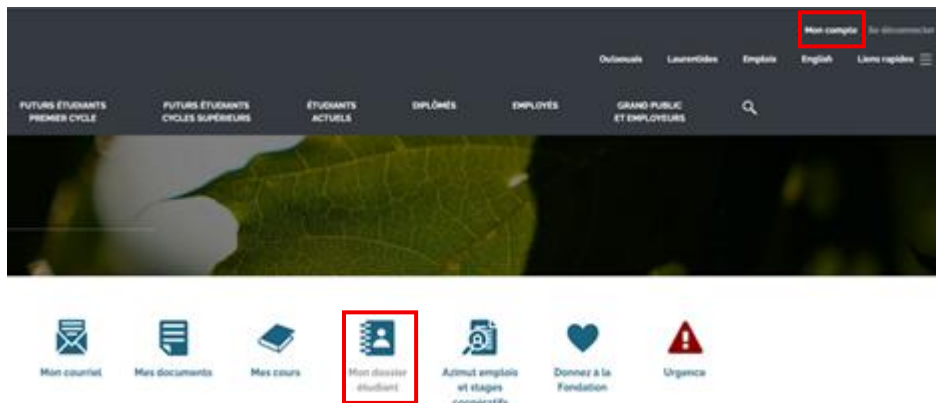 Mon compte Se déconnecter
Outaouais Laurentides Emplois English Liens rapides
FUTURS ÉTUDIANTS
PREMIER CYCLE
FUTURS ÉTUDIANTS
CYCLES SUPÉRIEURS
ÉTUDIANTS
ACTUELS
DIPLÔMÉS
EMPLOYÉS
GRAND PUBLIC
ET EMPLOYEURS
Mon courriel
Mes documents
Mes cours
Mon dossier
étudiant
Azimut emplois
et stages
coopératifs
Donnez à la
Fondation
Urgence